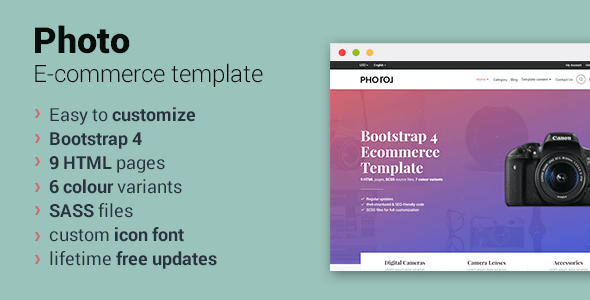 Photo
E-commerce template
Easy to customize
Bootstrap 4
9 HTML pages
6 colour variants
SASS files
custom icon font
lifetime free updates
USD English My Account
PHOTO Home Category Blog Template content Contact Us
Bootstrap 4
Ecommerce
Template
9 HTML pages, SCSS source files, 7 colour variants
Regular updates
Well-structured & SEO-friendly code
SCSS files for full customization
Canon
Digital Cameras Camera Lenses Accessories